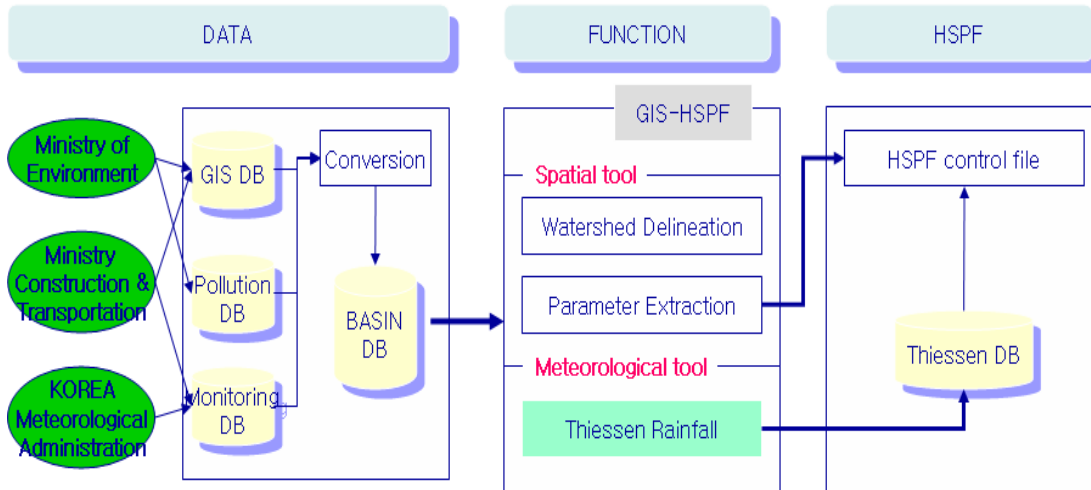 DATA
FUNCTION
HSPF
Ministry of
Environment
Ministry
Construction &
Transportation
KOREA
Meteorological
Administration
GIS DB
Pollution
DB
Monitoring
DB
Conversion
BASIN
DB
GIS-HSPF
Spatial tool
Watershed Delineation
Parameter Extraction
Meteorological tool
Thiessen Rainfall
HSPF control file
Thiessen DB